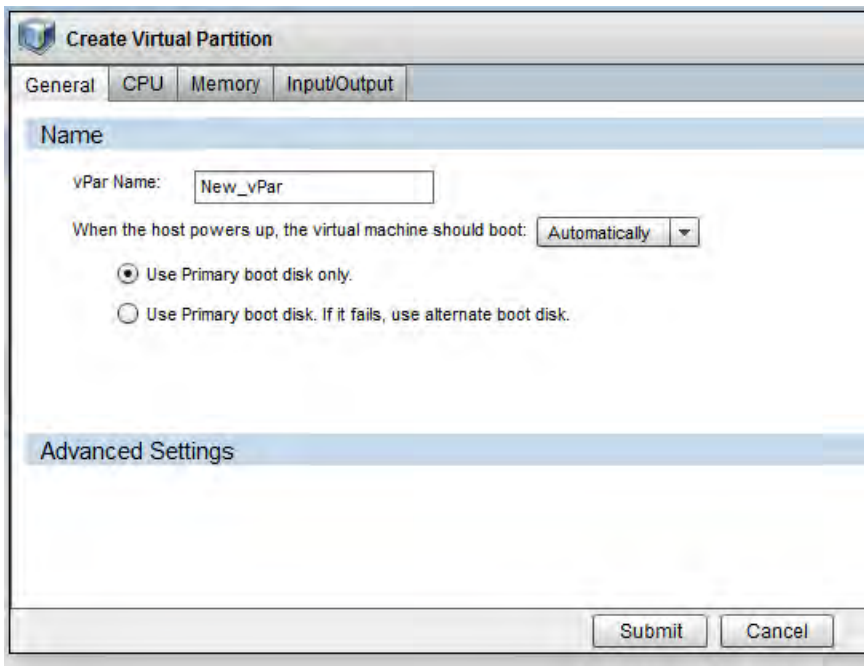 Create Virtual Partition
General CPU Memory Input/Output
Name
vPar Name: New_vPar
When the host powers up, the virtual machine should boot: Automatically
Use Primary boot disk only.
Use Primary boot disk. If it fails, use alternate boot disk.
Advanced Settings
Submit Cancel